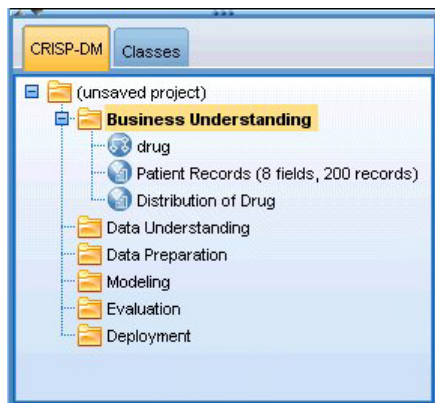 CRISP-DM Classes
(unsaved project)
Business Understanding
drug
Patient Records (8 fields, 200 records)
Distribution of Drug
Data Understanding
Data Preparation
Modeling
Evaluation
Deployment